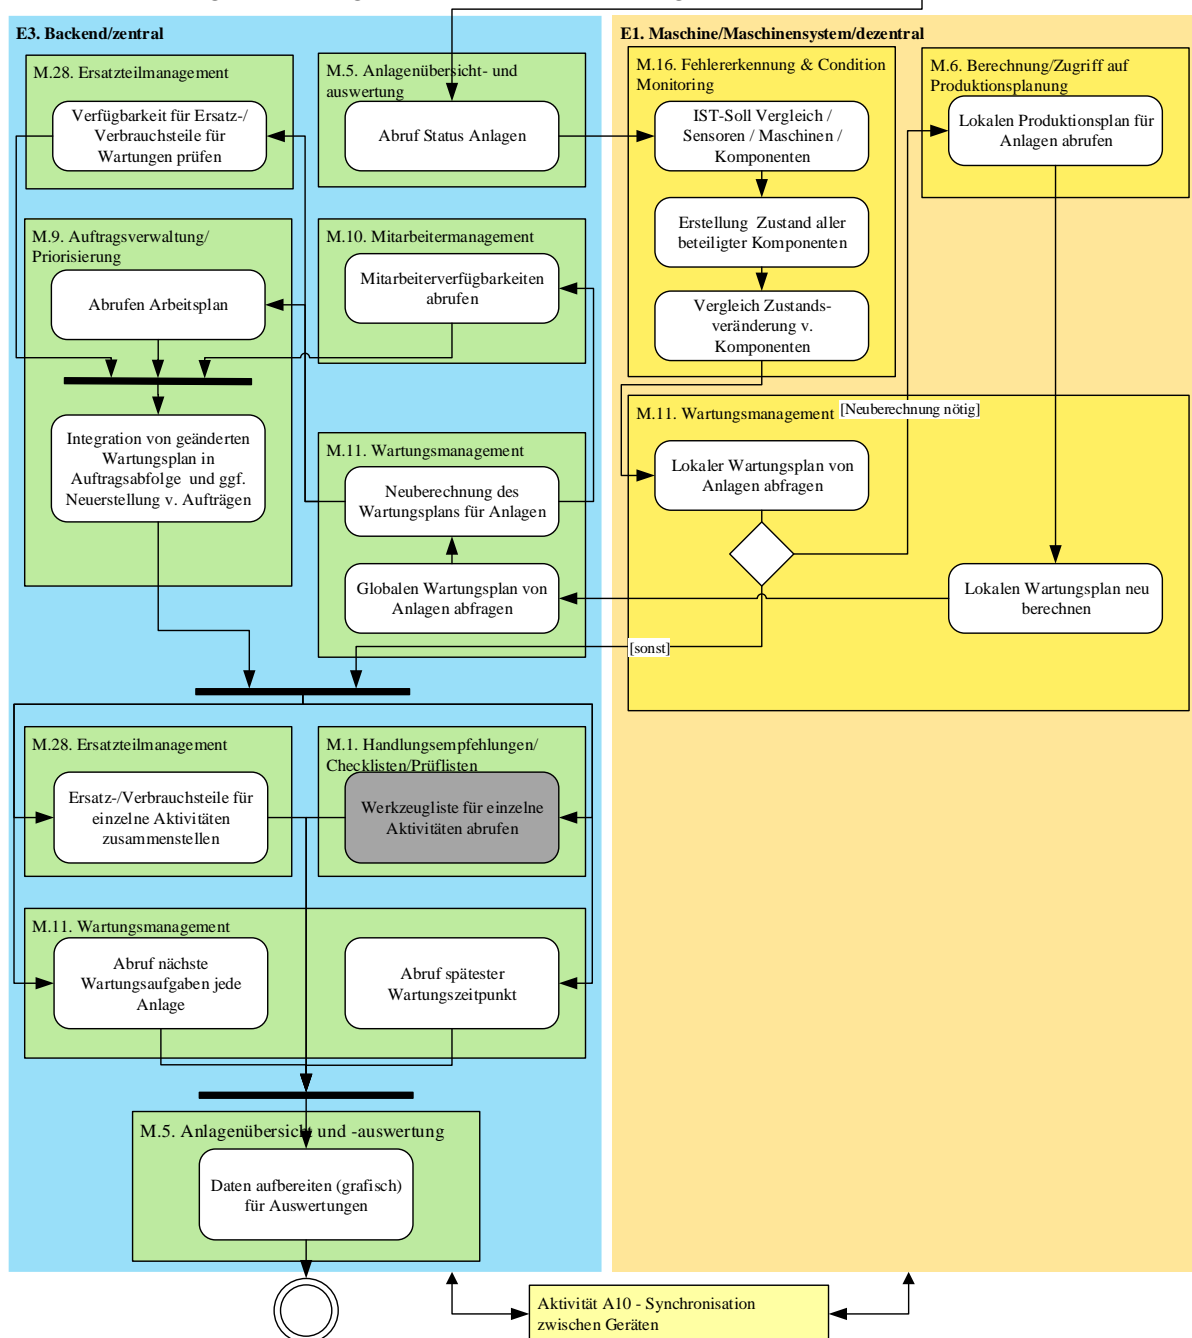 E3. Backend/zentral
M.28. Ersatzteilmanagement
Verfügbarkeit für Ersatz-/
Verbrauchsteile für
Wartungen prüfen
M.5. Anlagenübersicht- und
auswertung
Abruf Status Anlagen
M.9. Auftragsverwaltung/
Priorisierung
Abrufen Arbeitsplan
M.10. Mitarbeitermanagement
Mitarbeiterverfügbarkeiten
abrufen
Integration von geänderten
Wartungsplan in
Auftragsabfolge und ggf.
Neuerstellung v. Aufträgen
M.11. Wartungsmanagement
Neuberechnung des
Wartungsplans für Anlagen
Globalen Wartungsplan von
Anlagen abfragen
E1. Maschine/Maschinensystem/dezentral
M.16. Fehlererkennung & Condition
Monitoring
IST-Soll Vergleich /
Sensoren / Maschinen /
Komponenten
Erstellung Zustand aller
beteiligter Komponenten
Vergleich Zustands-
veränderung v.
Komponenten
M.6. Berechnung/Zugriff auf
Produktionsplanung
Lokalen Produktionsplan für
Anlagen abrufen
M.11. Wartungsmanagement
[Neuberechnung nötig]
Lokaler Wartungsplan von
Anlagen abfragen
Lokalen Wartungsplan neu
berechnen
[sonst]
M.28. Ersatzteilmanagement
Ersatz-/Verbrauchsteile für
einzelne Aktivitäten
zusammenstellen
M.1. Handlungsempfehlungen/
Checklisten/Prüflisten
Werkzeugliste für einzelne
Aktivitäten abrufen
M.11. Wartungsmanagement
Abruf nächste
Wartungsaufgaben jede
Anlage
Abruf spätester
Wartungszeitpunkt
M.5. Anlagenübersicht und -auswertung
Daten aufbereiten (grafisch)
für Auswertungen
Aktivität A10 - Synchronisation
zwischen Geräten